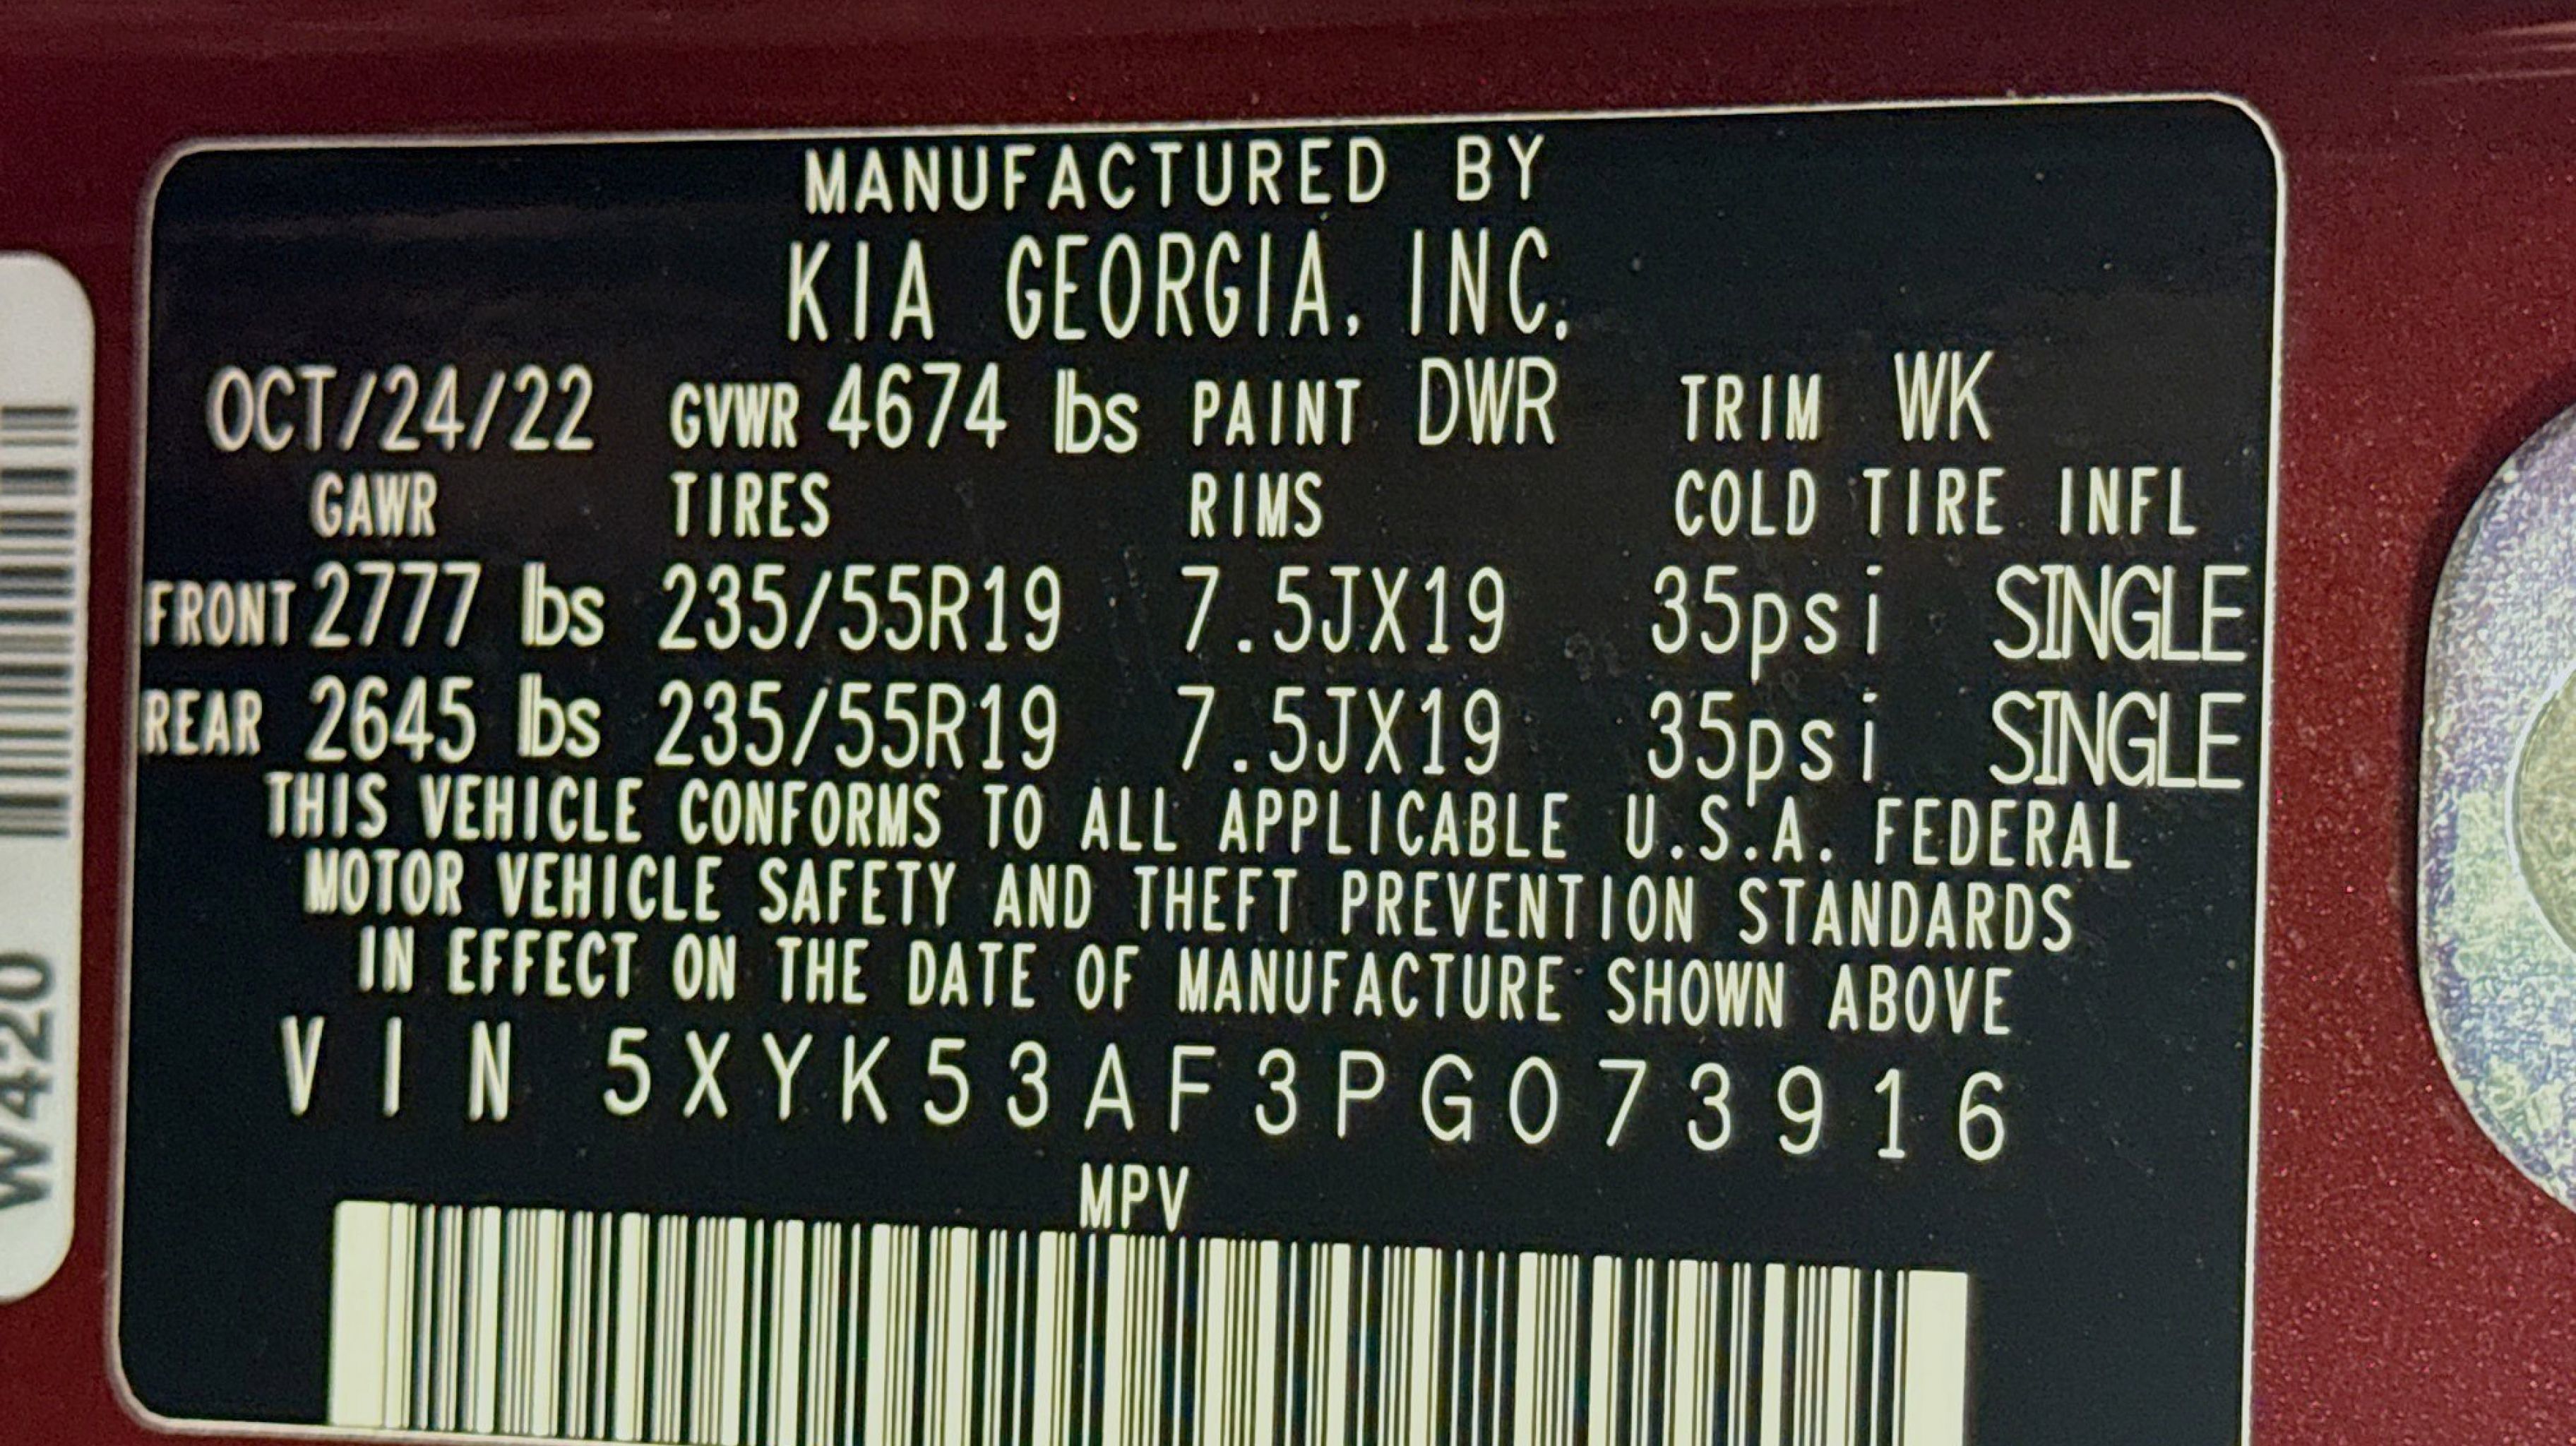 MANUFACTURED BY
KIA GEORGIA, INC.
OCT/24/22 GVWR 4674 lbs PAINT DWR TRIM WK
GAWR TIRES RIMS COLD TIRE INFL
FRONT 2777 lbs 235/55R19 7.5JX19 35psi SINGLE
REAR 2645 lbs 235/55R19 7.5JX19 35psi SINGLE
THIS VEHICLE CONFORMS TO ALL APPLICABLE U.S.A. FEDERAL
MOTOR VEHICLE SAFETY AND THEFT PREVENTION STANDARDS
IN EFFECT ON THE DATE OF MANUFACTURE SHOWN ABOVE
VIN 5XYK53AF3PG073916
MPV
W420